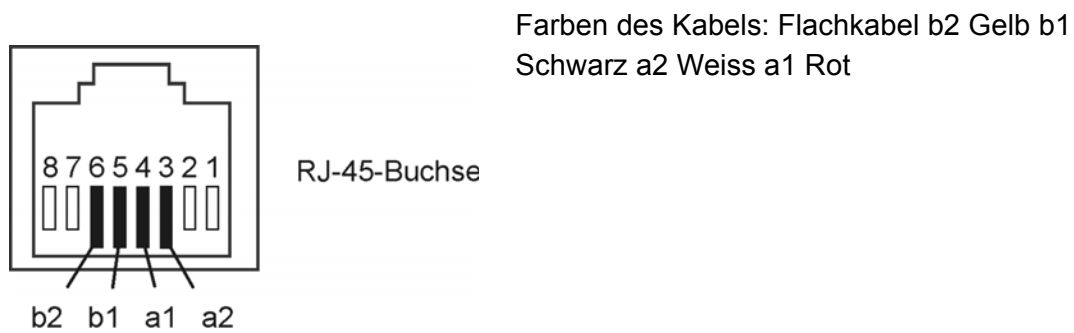 Farben des Kabels: Flachkabel b2 Gelb b1
Schwarz a2 Weiss a1 Rot
8 7 6 5 4 3 2 1
RJ-45-Buchse
b2 b1 a1 a2